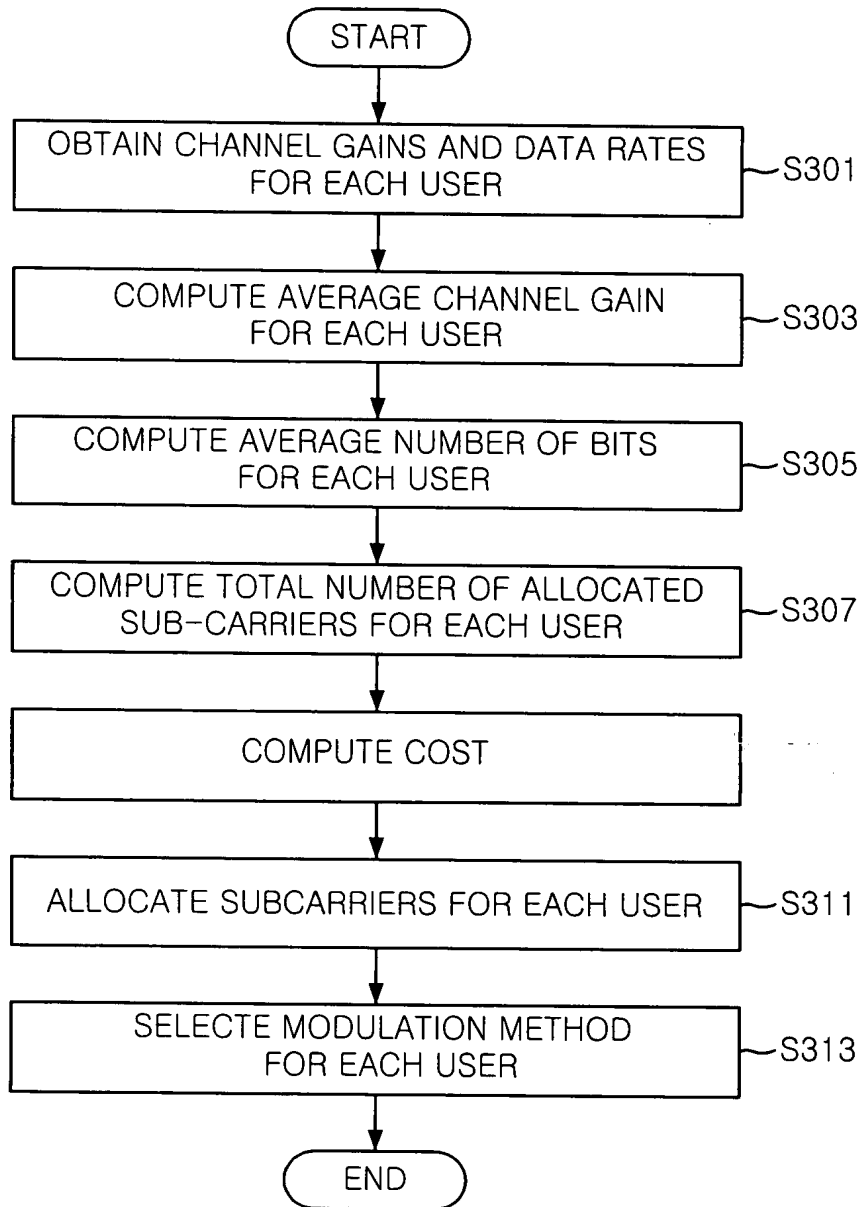 START
OBTAIN CHANNEL GAINS AND DATA RATES
FOR EACH USER
S301
COMPUTE AVERAGE CHANNEL GAIN
FOR EACH USER
S303
COMPUTE AVERAGE NUMBER OF BITS
FOR EACH USER
S305
COMPUTE TOTAL NUMBER OF ALLOCATED
SUB-CARRIERS FOR EACH USER
S307
COMPUTE COST
ALLOCATE SUBCARRIERS FOR EACH USER
S311
SELECTE MODULATION METHOD
FOR EACH USER
S313
END